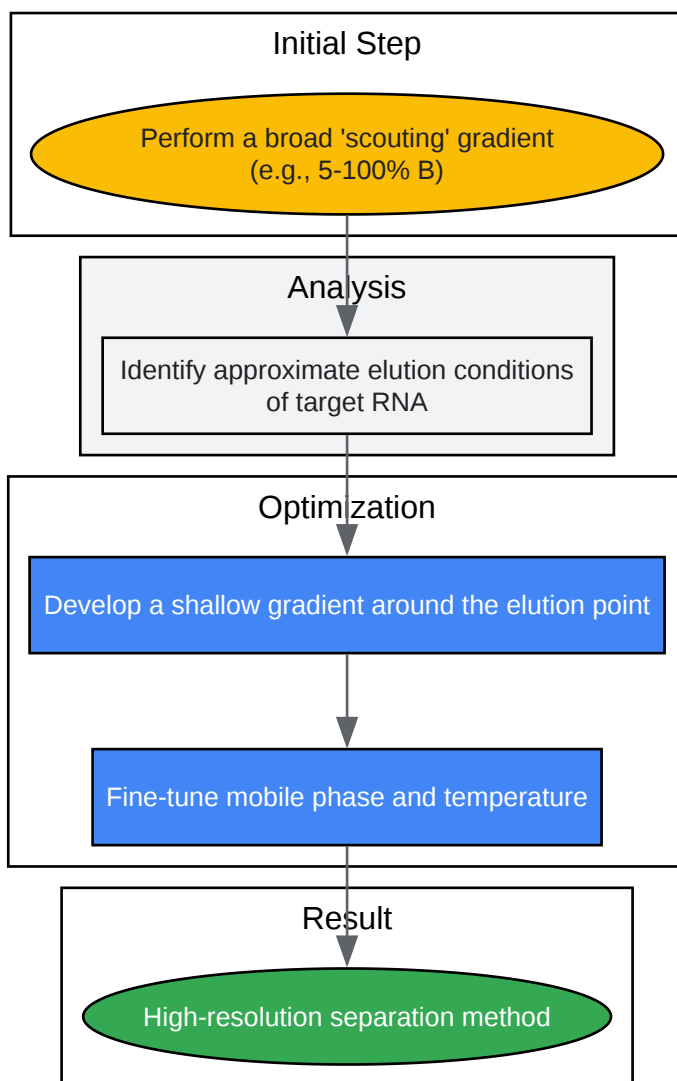 Initial Step
Perform a broad 'scouting' gradient
(e.g., 5-100% B)
Analysis
Identify approximate elution conditions
of target RNA
Optimization
Develop a shallow gradient around the elution point
Fine-tune mobile phase and temperature
Result
High-resolution separation method